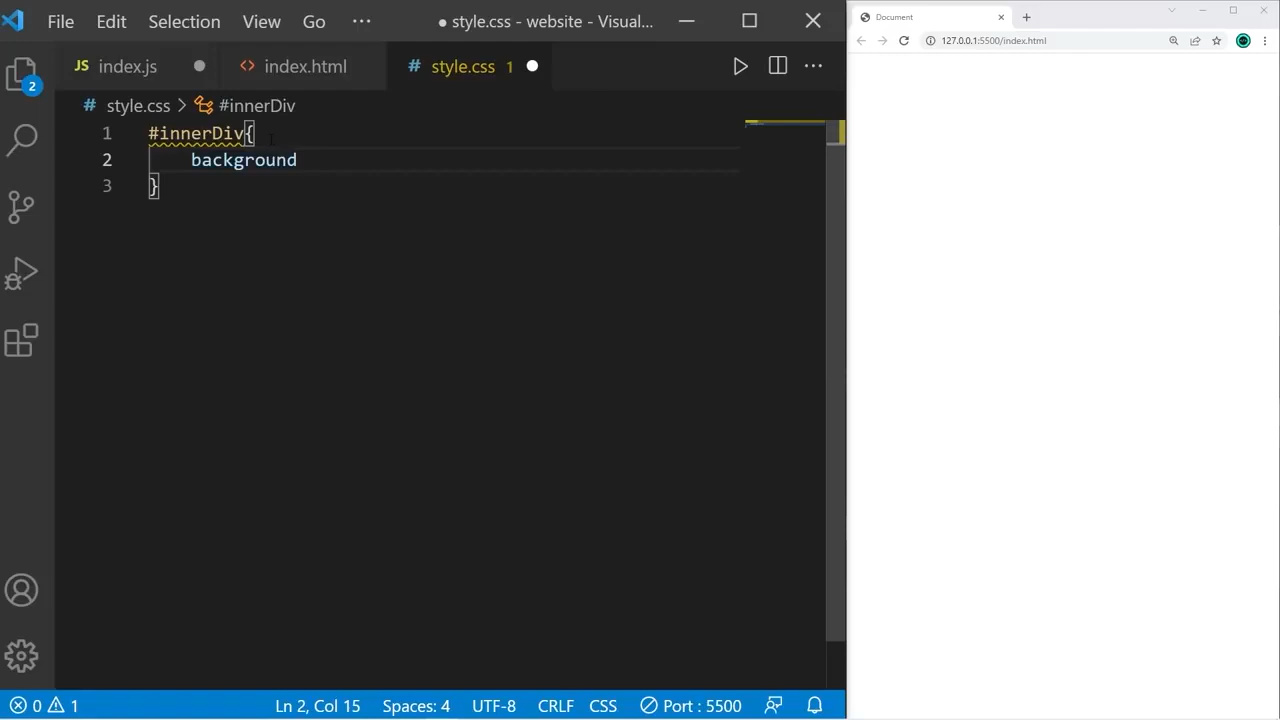 File Edit Selection View Go ··· ● style.css - website - Visual...
JS index.js ● <> index.html # style.css 1 ●
# style.css > #innerDiv
1 #innerDiv{
2 background
3 }
2
⊗ 0 ⚠ 1 Ln 2, Col 15 Spaces: 4 UTF-8 CRLF CSS Port : 5500
Document
127.0.0.1:5500/index.html